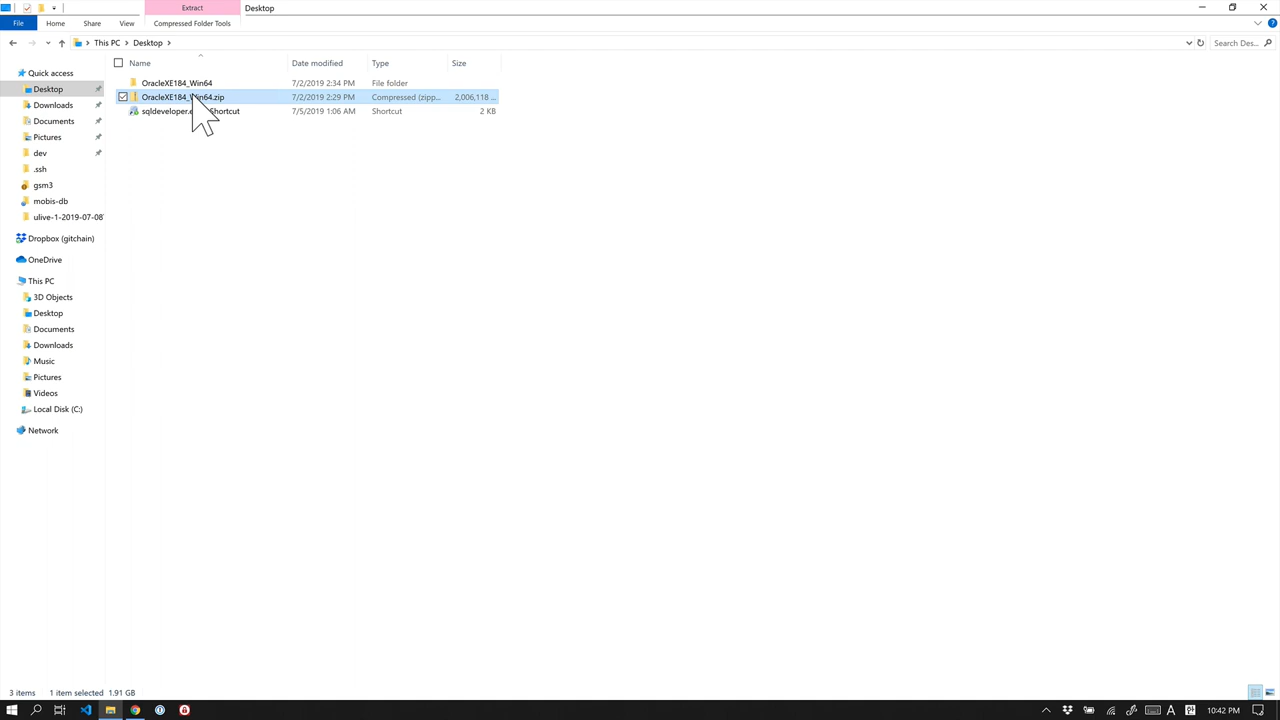 Extract
Desktop
File
Home
Share
View
Compressed Folder Tools
This PC
Desktop
Search Des...
Name
Date modified
Type
Size
OracleXE184_Win64
7/2/2019 2:34 PM
File folder
OracleXE184_Win64.zip
7/2/2019 2:29 PM
Compressed (zipp...
2,006,118 ...
7/5/2019 1:06 AM
Shortcut
2 KB
Quick access
Desktop
Downloads
Documents
Pictures
dev
.ssh
gsm3
mobis-db
ulive-1-2019-07-08
Dropbox (gitchain)
OneDrive
This PC
3D Objects
Desktop
Documents
Downloads
Music
Pictures
Videos
Local Disk (C:)
Network
3 items
1 item selected
1.91 GB
10:42 PM